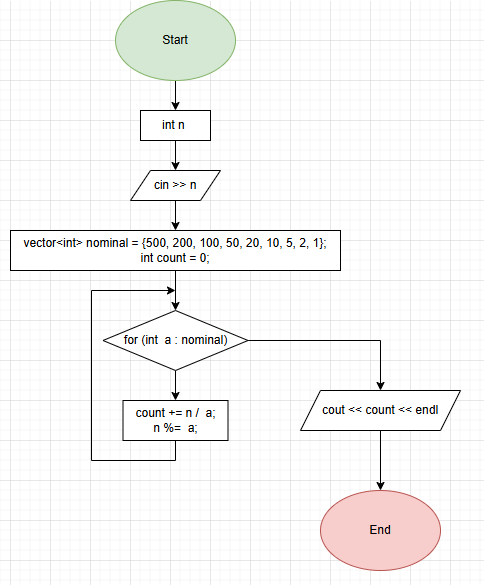 Start
int n
cin >> n
vector<int> nominal = {500, 200, 100, 50, 20, 10, 5, 2, 1};
int count = 0;
for (int a : nominal)
count += n / a;
n %= a;
cout << count << endl
End